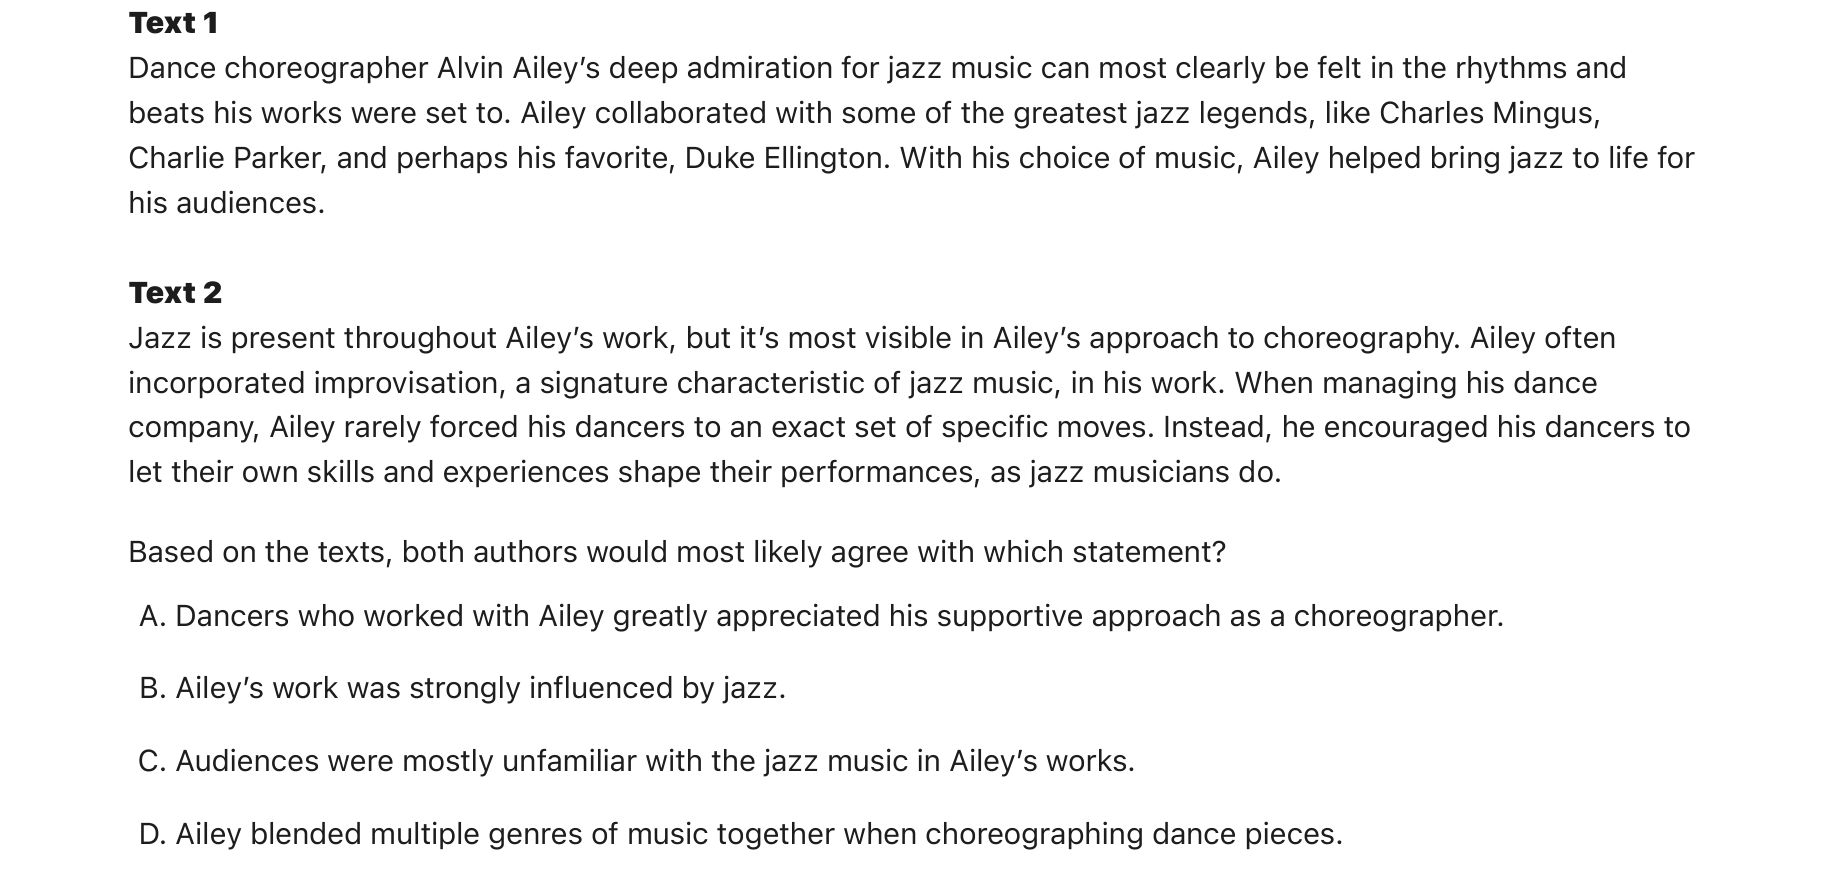 Text 1
Dance choreographer Alvin Ailey’s deep admiration for jazz music can most clearly be felt in the rhythms and
beats his works were set to. Ailey collaborated with some of the greatest jazz legends, like Charles Mingus,
Charlie Parker, and perhaps his favorite, Duke Ellington. With his choice of music, Ailey helped bring jazz to life for
his audiences.
Text 2
Jazz is present throughout Ailey’s work, but it’s most visible in Ailey’s approach to choreography. Ailey often
incorporated improvisation, a signature characteristic of jazz music, in his work. When managing his dance
company, Ailey rarely forced his dancers to an exact set of specific moves. Instead, he encouraged his dancers to
let their own skills and experiences shape their performances, as jazz musicians do.
Based on the texts, both authors would most likely agree with which statement?
A. Dancers who worked with Ailey greatly appreciated his supportive approach as a choreographer.
B. Ailey’s work was strongly influenced by jazz.
C. Audiences were mostly unfamiliar with the jazz music in Ailey’s works.
D. Ailey blended multiple genres of music together when choreographing dance pieces.